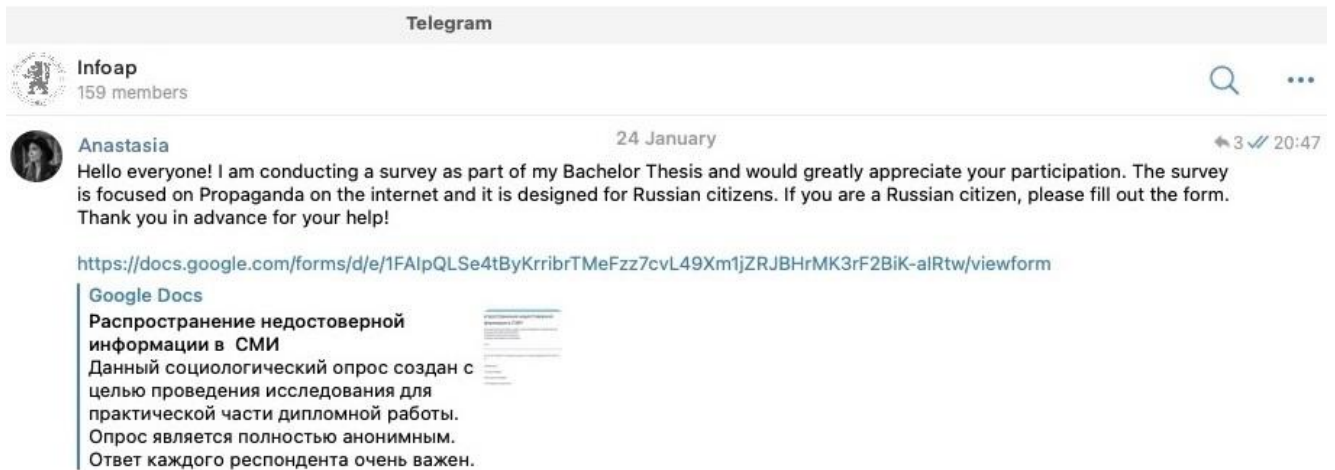 Telegram
Infoap
159 members
24 January
Anastasia
3 20:47
Hello everyone! I am conducting a survey as part of my Bachelor Thesis and would greatly appreciate your participation. The survey
is focused on Propaganda on the internet and it is designed for Russian citizens. If you are a Russian citizen, please fill out the form.
Thank you in advance for your help!
https://docs.google.com/forms/d/e/1FAIpQLSe4tByKrribrTMeFzz7cvL49Xm1jZRJBHrMK3rF2BiK-alRtw/viewform
Google Docs
Распространение недостоверной
информации в СМИ
Данный социологический опрос создан с
целью проведения исследования для
практической части дипломной работы.
Опрос является полностью анонимным.
Ответ каждого респондента очень важен.